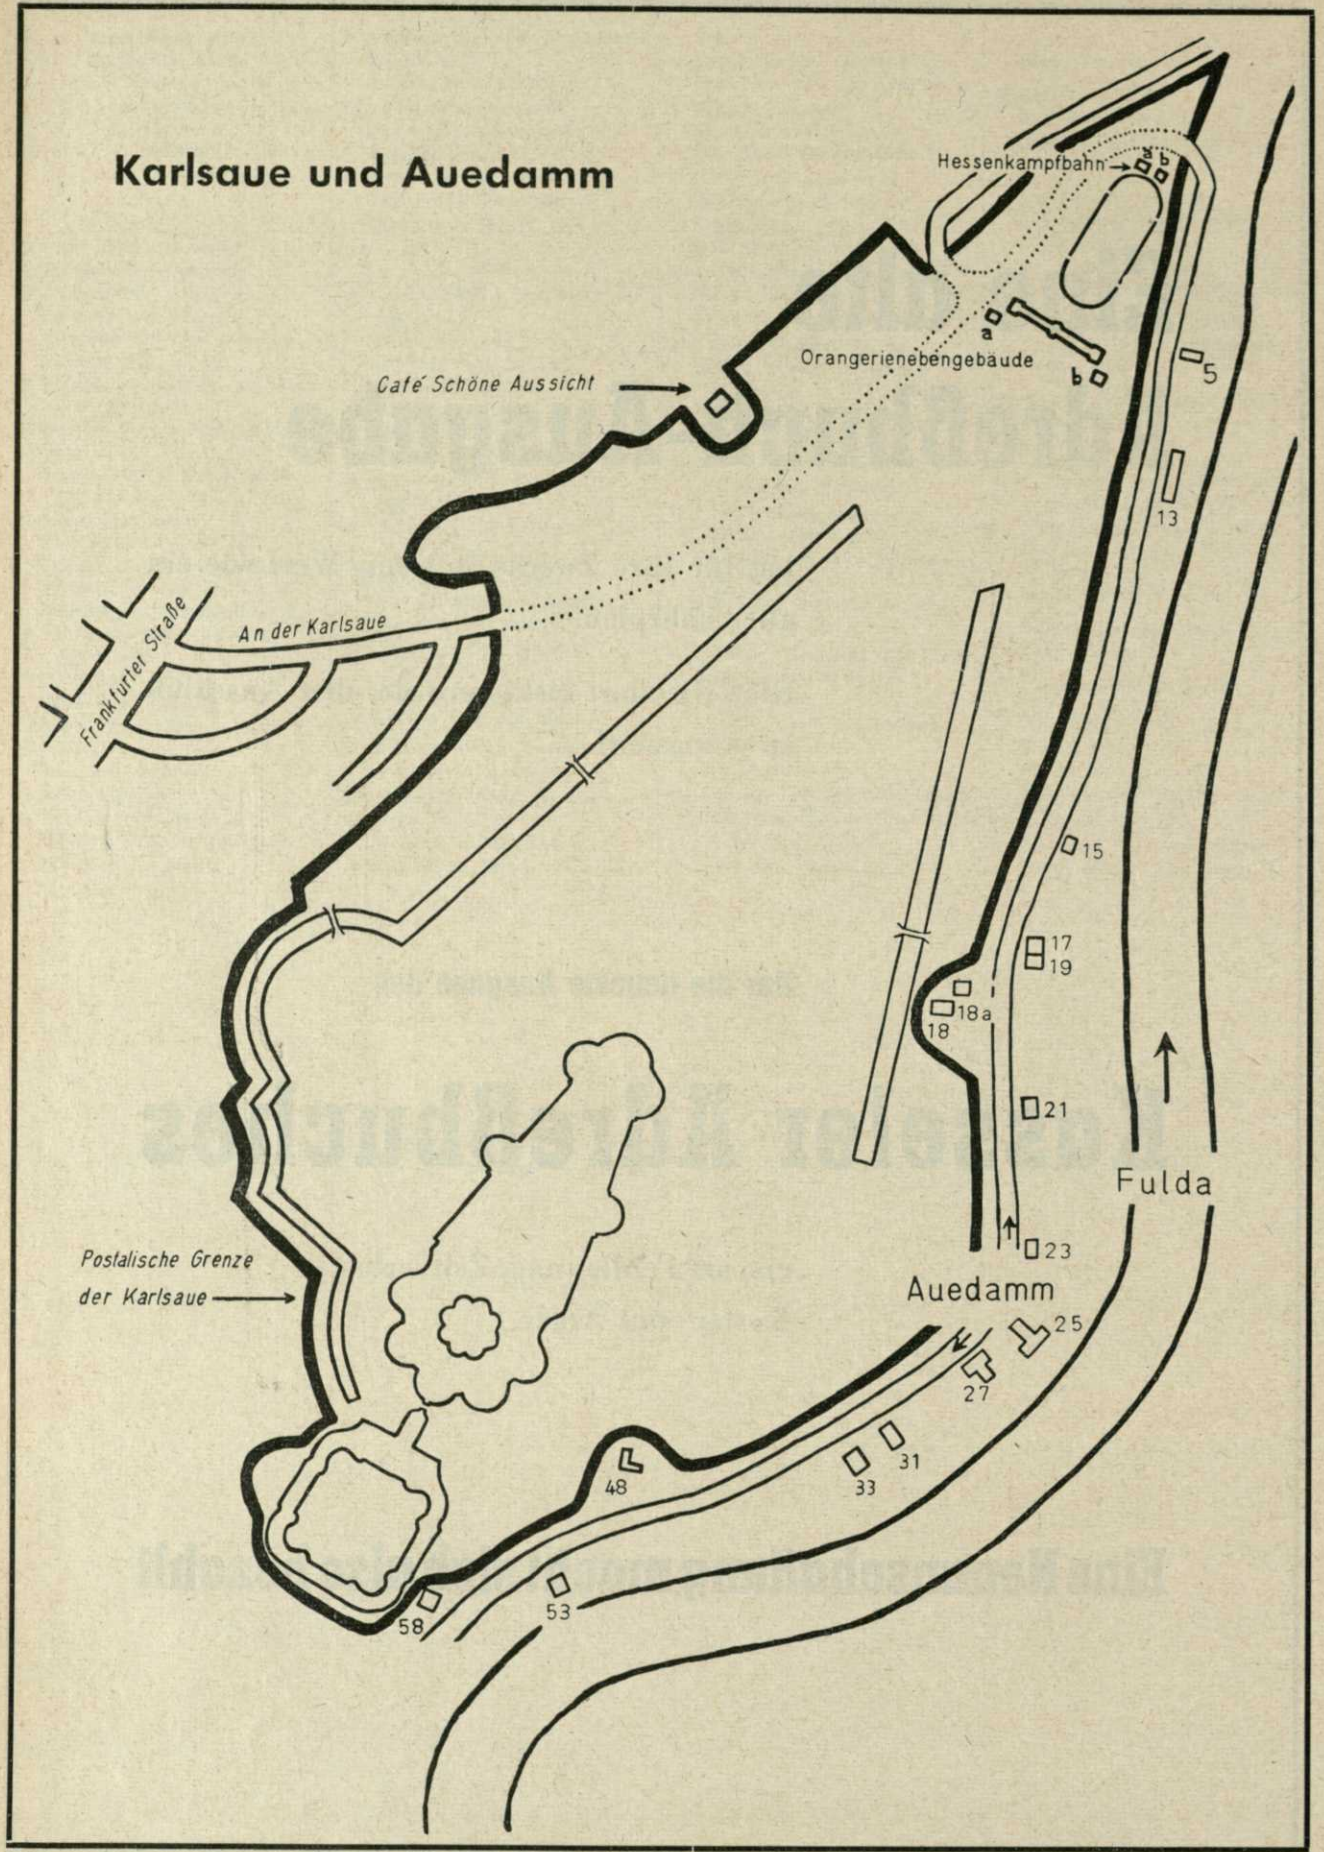 Karlsaue und Auedamm
Hessenkampfbahn
a
b
a
Orangerienebengebäude
b
5
Café Schöne Aussicht
13
An der Karlsaue
Frankfurter Straße
15
17
19
18a
18
21
Fulda
23
Postalische Grenze
der Karlsaue
Auedamm
25
27
31
33
48
53
58